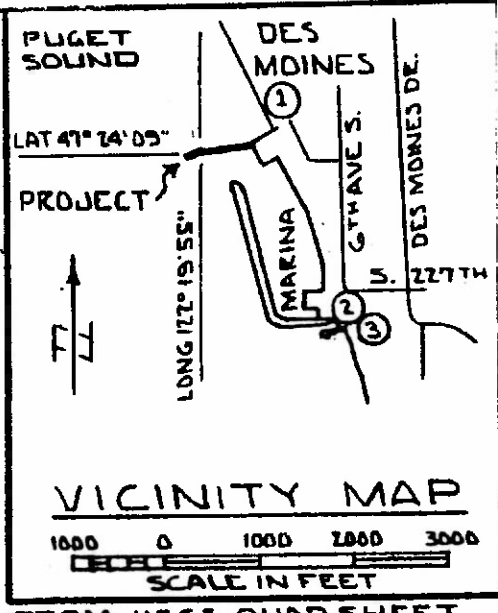 PUGET
SOUND
DES
MOINES
1
LAT 47° 24' 09"
PROJECT
LONG 122° 19' 55"
MARINA
6TH AVE S.
DES MOINES DR.
S. 227TH
2
3
VICINITY MAP
1000 0 1000 2000 3000
SCALE IN FEET